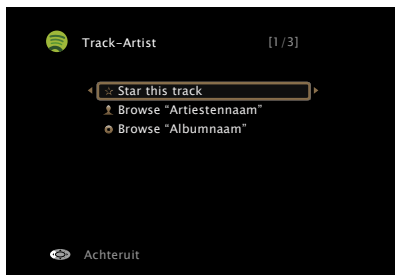 Track-Artist [1/3]
☆ Star this track
Browse “Artiestennaam”
Browse “Albumnaam”
Achteruit